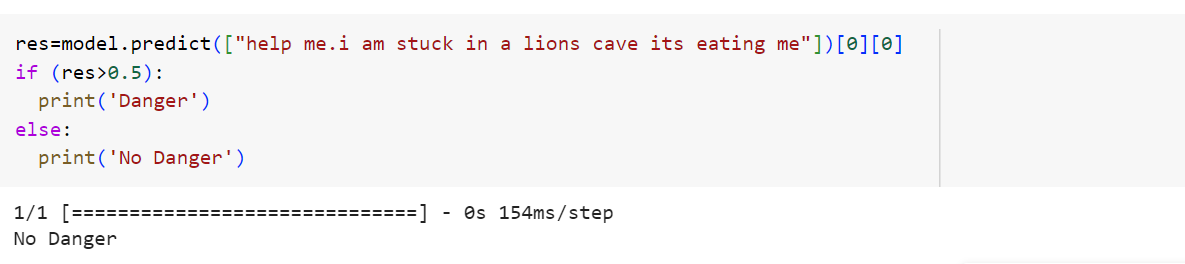 res=model.predict(["help me.i am stuck in a lions cave its eating me"])[0][0]
if (res>0.5):
  print('Danger')
else:
  print('No Danger')
1/1 [==============================] - 0s 154ms/step
No Danger